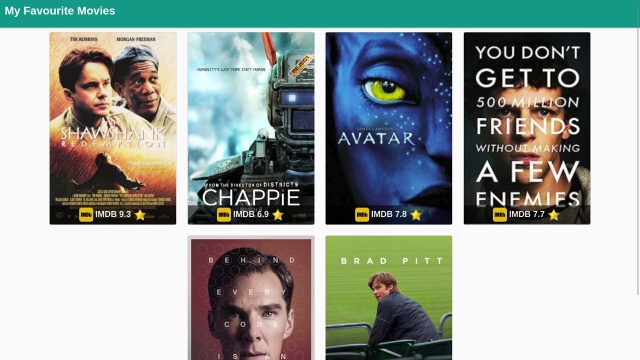 My Favourite Movies
TIM ROBBINS MORGAN FREEMAN
SHAWSHANK
REDEMPTION
IMDb IMDB 9.3
HUMANITY'S LAST HOPE ISN'T HUMAN
FROM THE DIRECTOR OF DISTRICT 9
CHAPPiE
IMDb IMDB 6.9
JAMES CAMERON'S
AVATAR
IMDb IMDB 7.8
YOU DON'T
GET TO
500 MILLION
FRIENDS
WITHOUT MAKING
A FEW
ENEMIES
IMDb IMDB 7.7
BEHIND
EVERY
CODE
IS AN
BRAD PITT